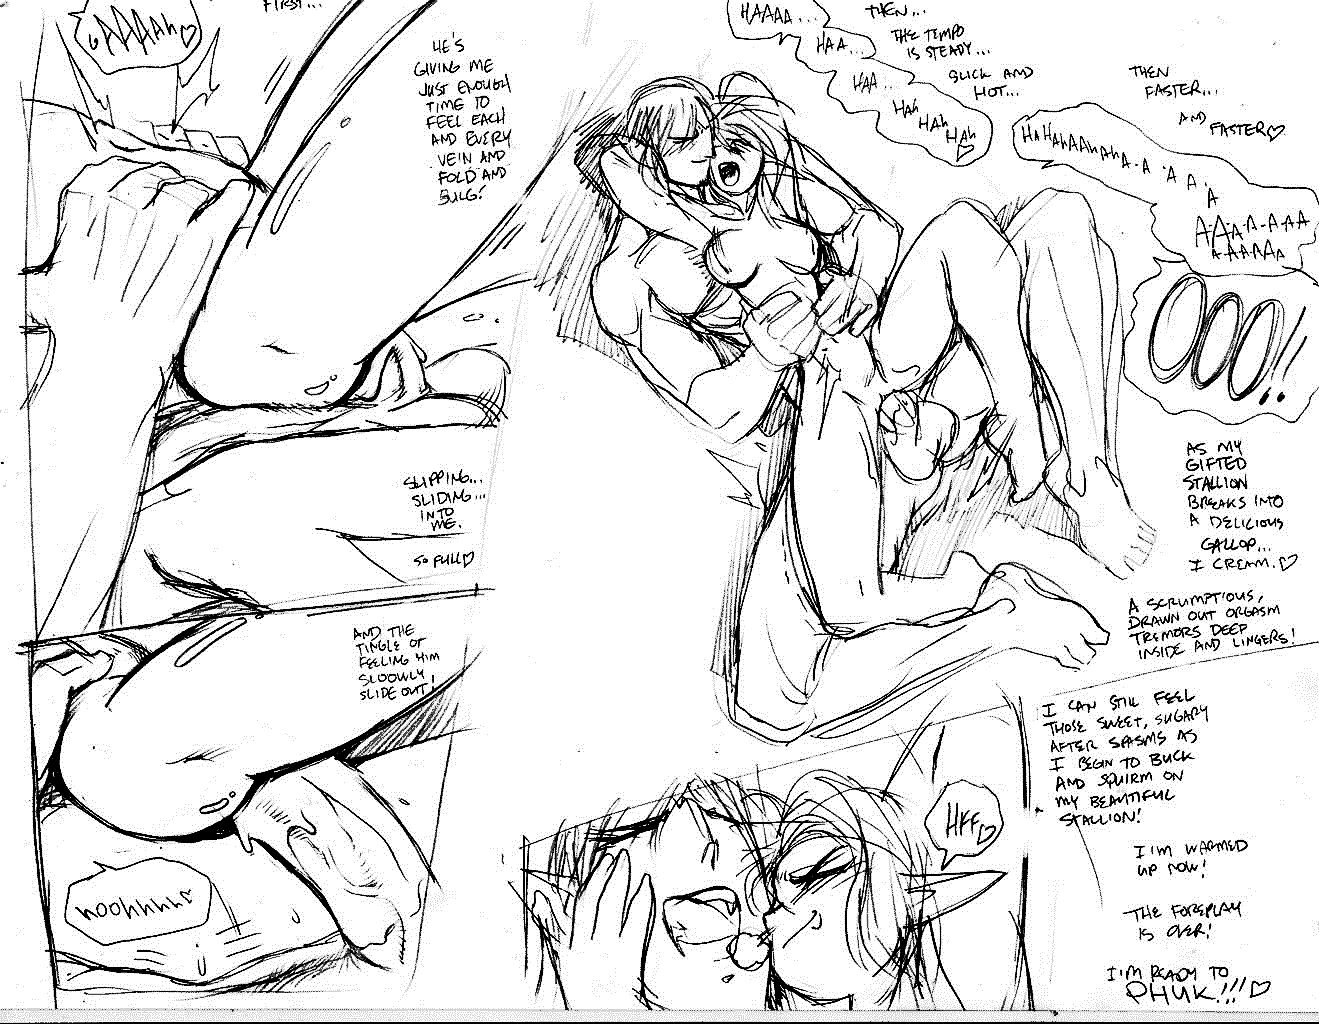 GAAAAh♡
FIRST...
HE'S
GIVING ME
JUST ENOUGH
TIME TO
FEEL EACH
AND EVERY
VEIN AND
FOLD AND
BULG!
SLIPPING...
SLIDING...
INTO
ME.
SO FULL♡
AND THE
TINGLE OF
FEELING HIM
SLOOWLY
SLIDE OUT!
hOOhhhh♡
HAAAA...
HAA...
HAA...
HAh
HAh
HAh
♡
THEN...
THE TEMPO
IS STEADY...
SLICK AND
HOT...
THEN
FASTER...
AND
FASTER♡
OOO!!
AS MY
GIFTED
STALLION
BREAKS INTO
A DELICIOUS
GALLOP...
I CREAM.♡
A SCRUMPTIOUS,
DRAWN OUT ORGASM
TREMORS DEEP
INSIDE AND LINGERS!
I CAN STILL FEEL
THOSE SWEET, SUGARY
AFTER SPASMS AS
I BEGIN TO BUCK
AND SQUIRM ON
MY BEAUTIFUL
STALLION!
HFF♡
I'M WARMED
UP NOW!
THE FOREPLAY
IS OVER!
I'M READY TO
PHUK!!!♡